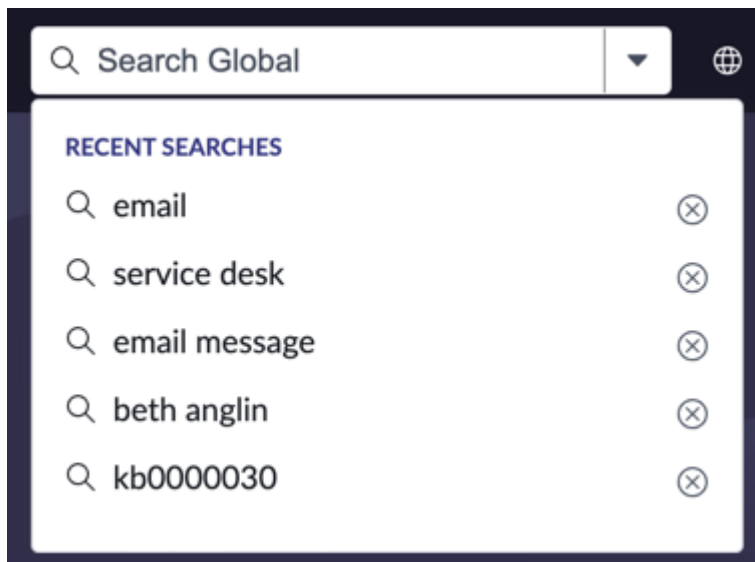 Search Global
RECENT SEARCHES
email
service desk
email message
beth anglin
kb0000030